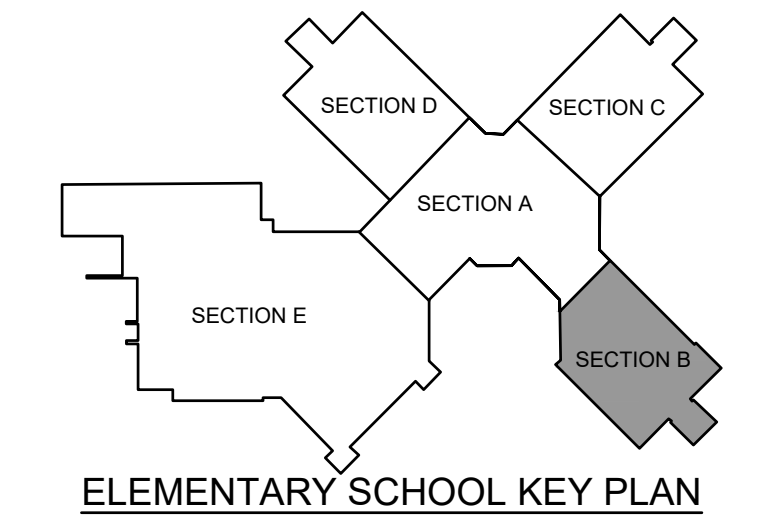 SECTION D
SECTION C
SECTION A
SECTION E
SECTION B
ELEMENTARY SCHOOL KEY PLAN